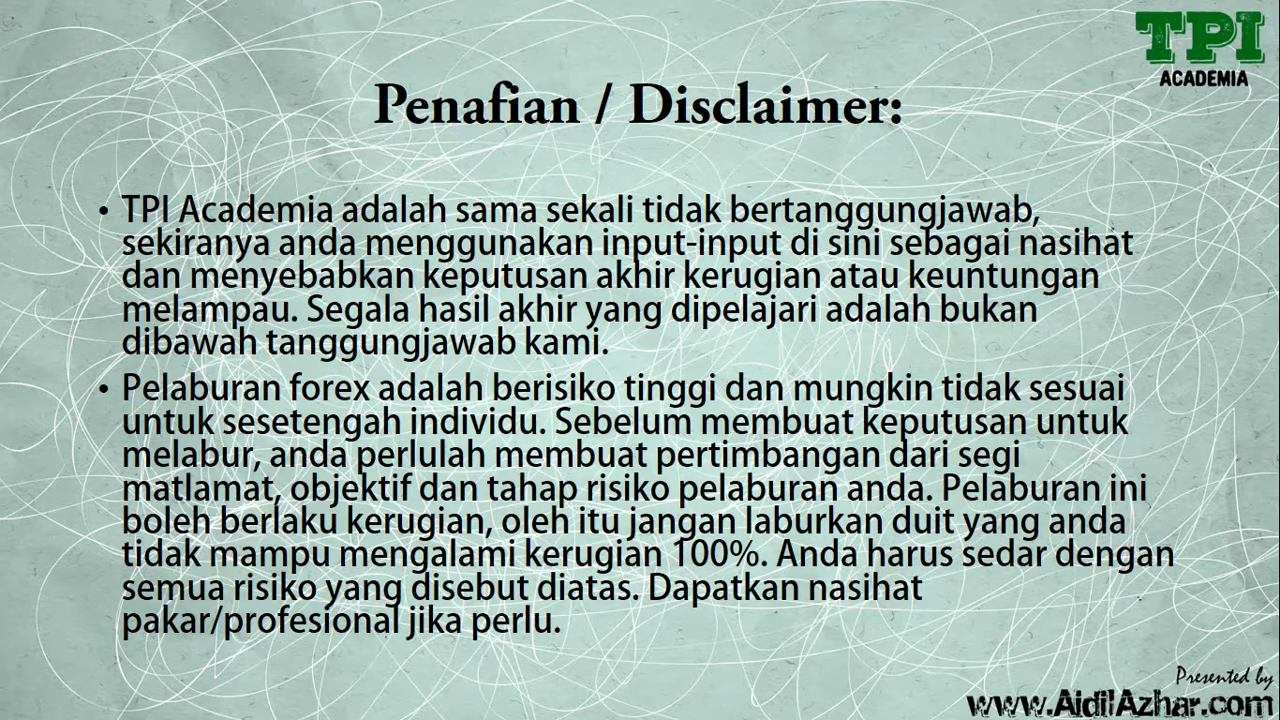 TPI
ACADEMIA
Penafian / Disclaimer:
• TPI Academia adalah sama sekali tidak bertanggungjawab,
sekiranya anda menggunakan input-input di sini sebagai nasihat
dan menyebabkan keputusan akhir kerugian atau keuntungan
melampau. Segala hasil akhir yang dipelajari adalah bukan
dibawah tanggungjawab kami.
• Pelaburan forex adalah berisiko tinggi dan mungkin tidak sesuai
untuk sesetengah individu. Sebelum membuat keputusan untuk
melabur, anda perlulah membuat pertimbangan dari segi
matlamat, objektif dan tahap risiko pelaburan anda. Pelaburan ini
boleh berlaku kerugian, oleh itu jangan laburkan duit yang anda
tidak mampu mengalami kerugian 100%. Anda harus sedar dengan
semua risiko yang disebut diatas. Dapatkan nasihat
pakar/profesional jika perlu.
Presented by
www.AidilAzhar.com